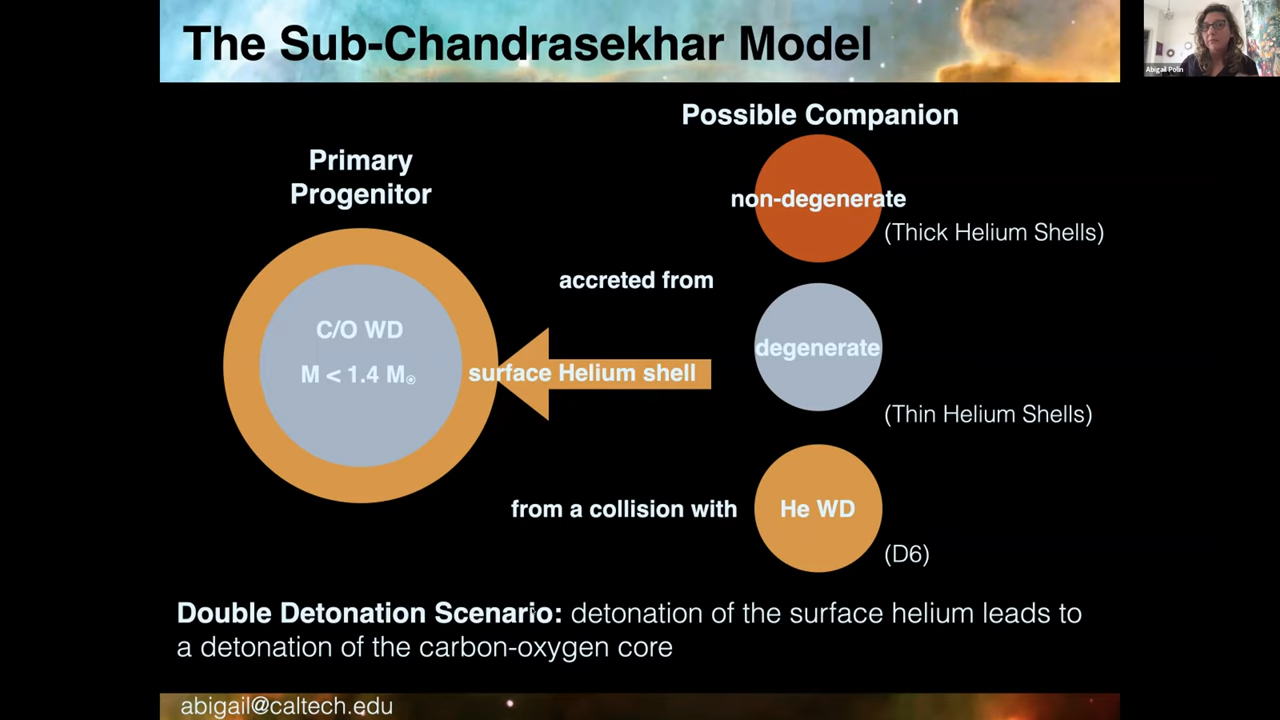 The Sub-Chandrasekhar Model
Abigail Polin
Possible Companion
Primary
Progenitor
non-degenerate
(Thick Helium Shells)
accreted from
C/O WD
M < 1.4 M☉
surface Helium shell
degenerate
(Thin Helium Shells)
from a collision with
He WD
(D6)
Double Detonation Scenario: detonation of the surface helium leads to
a detonation of the carbon-oxygen core
abigail@caltech.edu